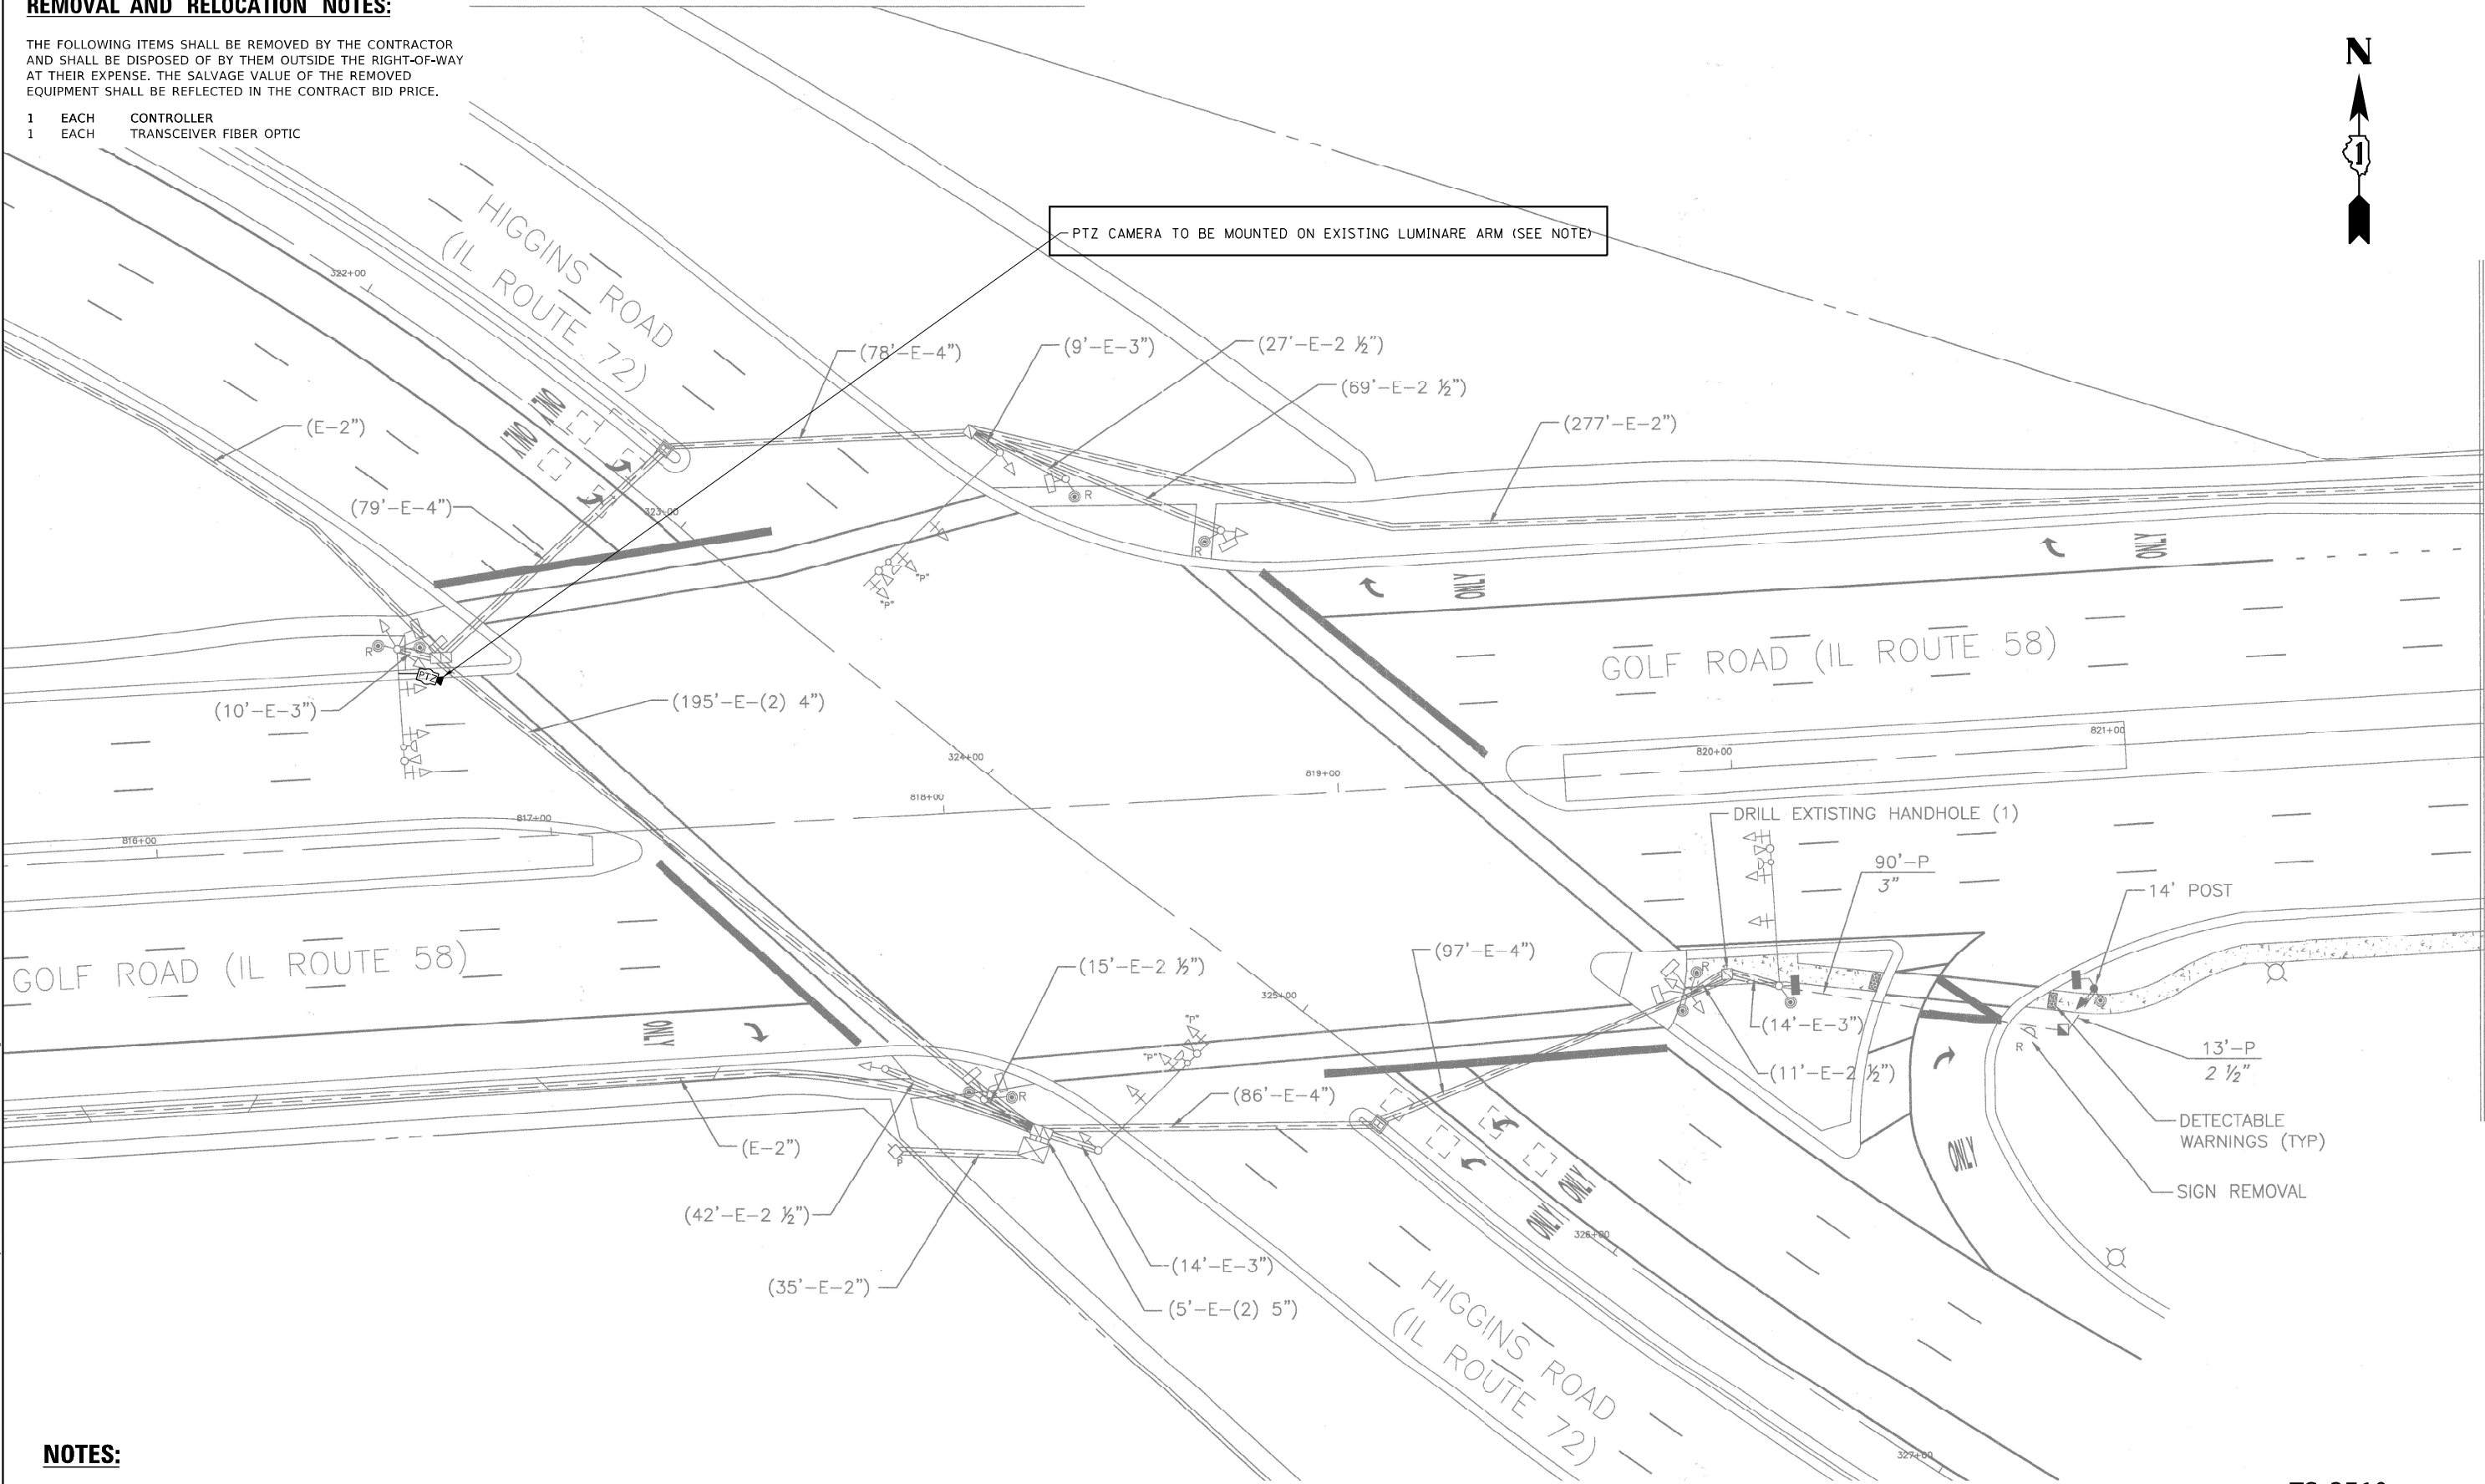 REMOVAL AND RELOCATION NOTES:
THE FOLLOWING ITEMS SHALL BE REMOVED BY THE CONTRACTOR
AND SHALL BE DISPOSED OF BY THEM OUTSIDE THE RIGHT-OF-WAY
AT THEIR EXPENSE. THE SALVAGE VALUE OF THE REMOVED
EQUIPMENT SHALL BE REFLECTED IN THE CONTRACT BID PRICE.
1 EACH CONTROLLER
1 EACH TRANSCEIVER FIBER OPTIC
N
1
HIGGINS ROAD
(IL ROUTE 72)
322+00
PTZ CAMERA TO BE MOUNTED ON EXISTING LUMINARE ARM (SEE NOTE)
(78'-E-4")
(9'-E-3")
(27'-E-2 ½")
(69'-E-2 ½")
(277'-E-2")
(E-2")
ONLY
ONLY
(79'-E-4")
323+00
R
R
"P"
"P"
ONLY
ONLY
R
PTZ
(10'-E-3")
(195'-E-(2) 4")
GOLF ROAD (IL ROUTE 58)
324+00
818+00
819+00
820+00
821+00
816+00
817+00
DRILL EXTISTING HANDHOLE (1)
90'-P
3"
14' POST
GOLF ROAD (IL ROUTE 58)
(15'-E-2 ½")
(97'-E-4")
325+00
R
ONLY
"P"
"P"
(14'-E-3")
(11'-E-2 ½")
R
13'-P
2 ½"
R
(86'-E-4")
(E-2")
P
DETECTABLE
WARNINGS (TYP)
ONLY
SIGN REMOVAL
(42'-E-2 ½")
(35'-E-2")
(14'-E-3")
(5'-E-(2) 5")
ONLY
ONLY
326+00
HIGGINS ROAD
(IL ROUTE 72)
327+00
NOTES: